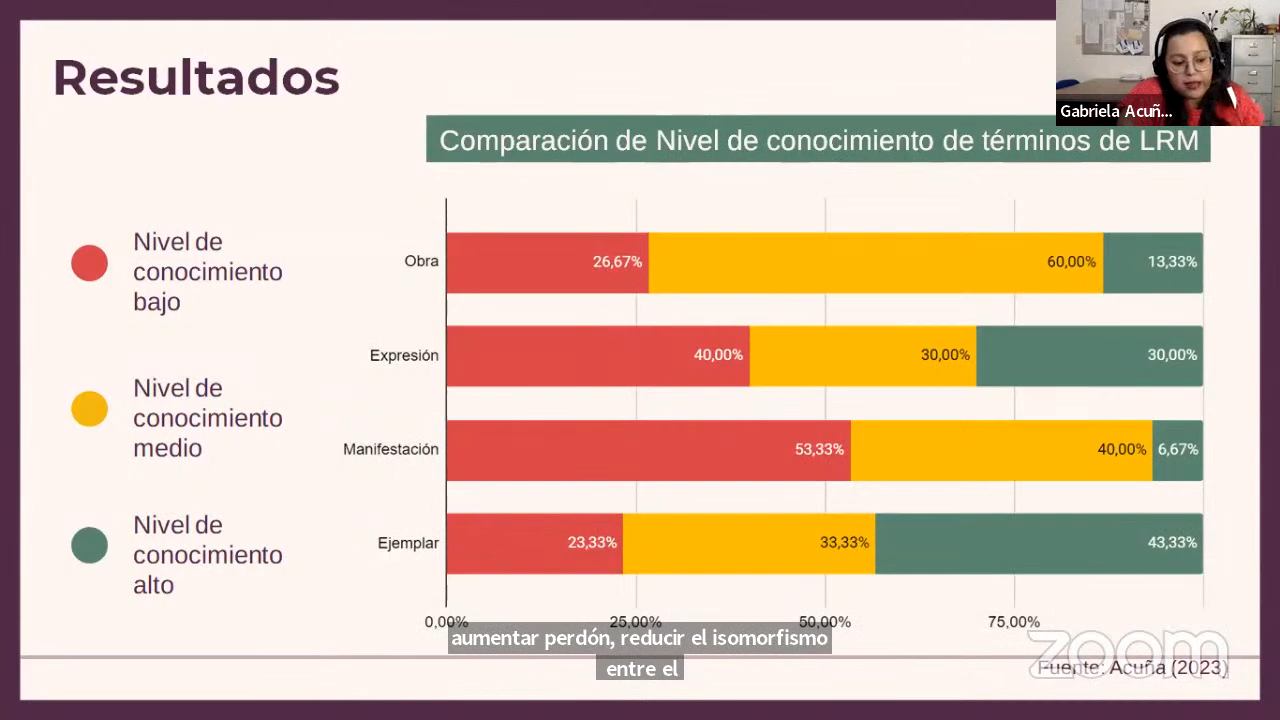 Resultados
Gabriela Acuñ...
Comparación de Nivel de conocimiento de términos de LRM
Nivel de
conocimiento
bajo
Nivel de
conocimiento
medio
Nivel de
conocimiento
alto
Obra
26,67%
60,00%
13,33%
Expresión
40,00%
30,00%
30,00%
Manifestación
53,33%
40,00%
6,67%
Ejemplar
23,33%
33,33%
43,33%
0,00%
25,00%
50,00%
75,00%
aumentar perdón, reducir el isomorfismo
entre el
zoom
Fuente: Acuña (2023)